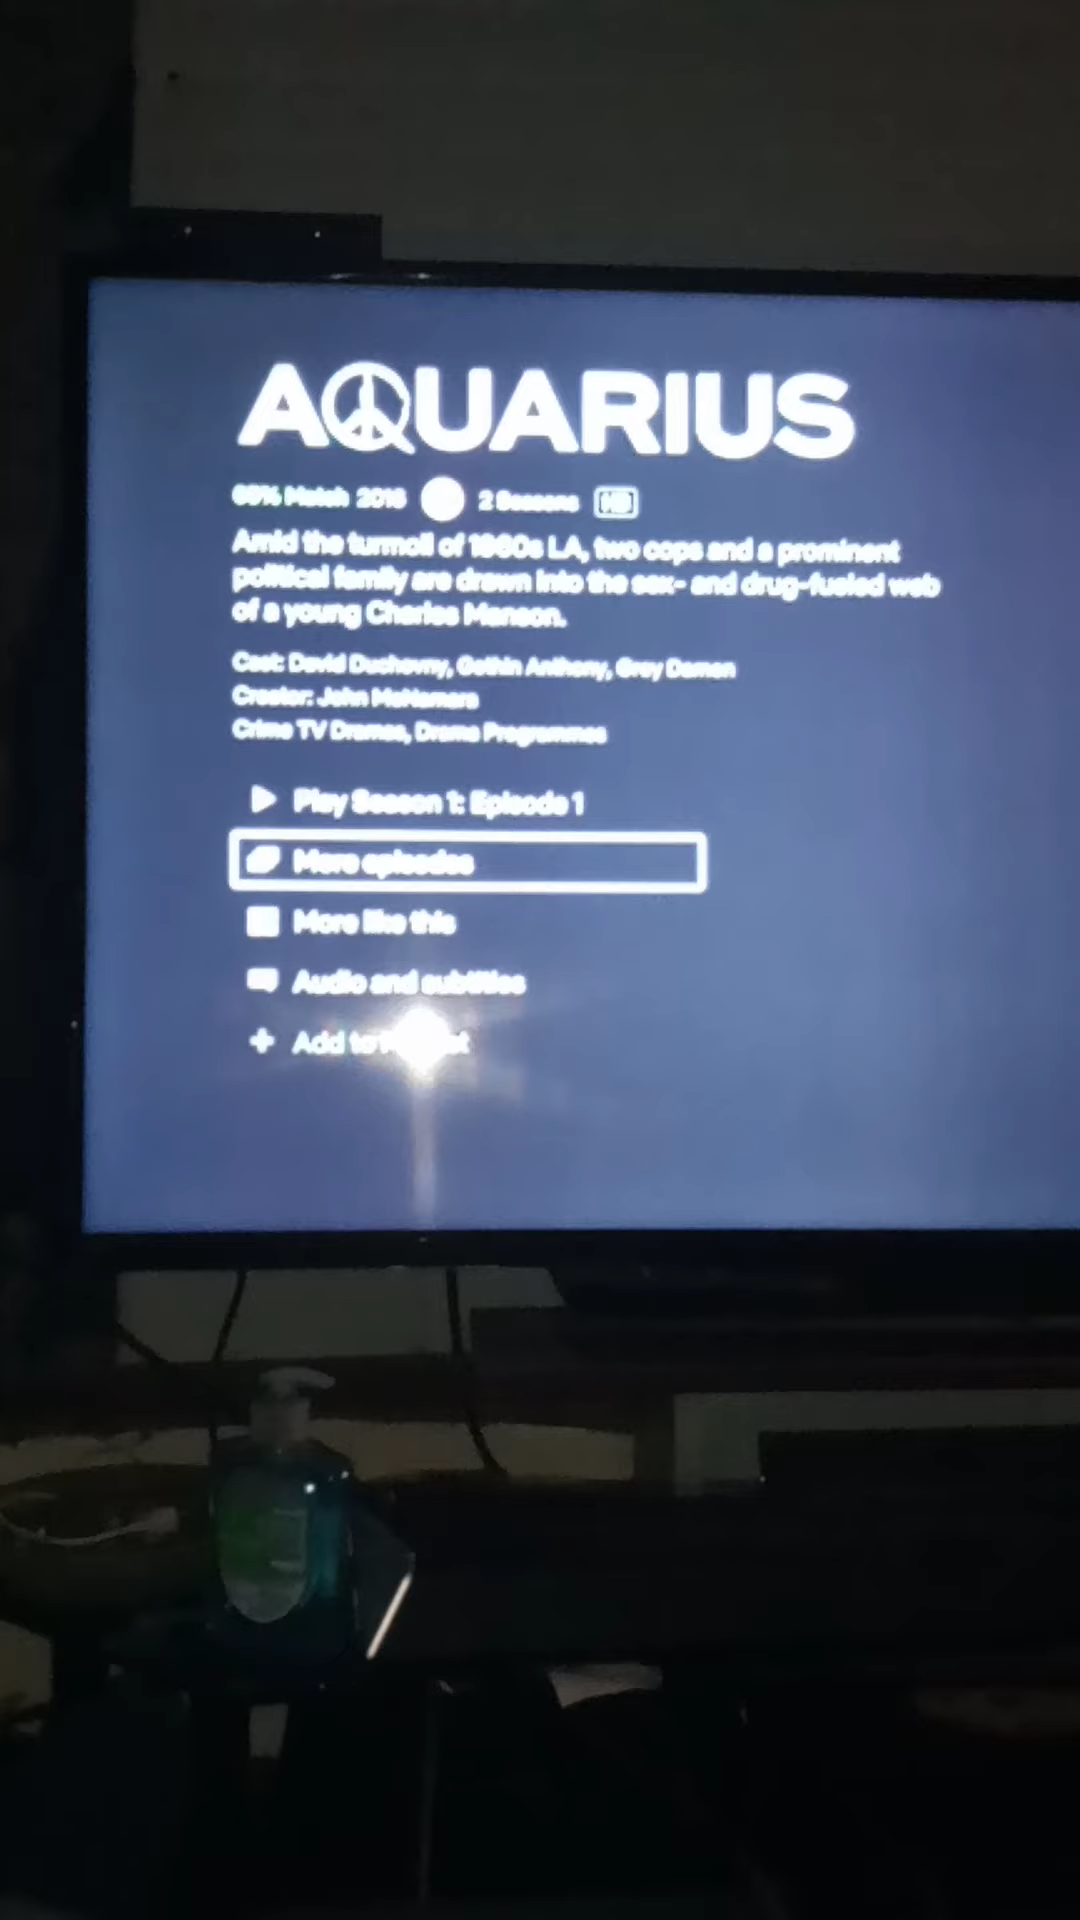 AQUARIUS
Match 2016 2 Seasons HD
Amid the turmoil of 1960s LA, two cops and a prominent
political family are drawn into the sex- and drug-fueled web
of a young Charles Manson.
Cast: David Duchovny, Gethin Anthony, Grey Damon
Creator: John McNamara
Crime TV Dramas, Drama Programmes
Play Season 1: Episode 1
More episodes
More like this
Audio and subtitles
Add to